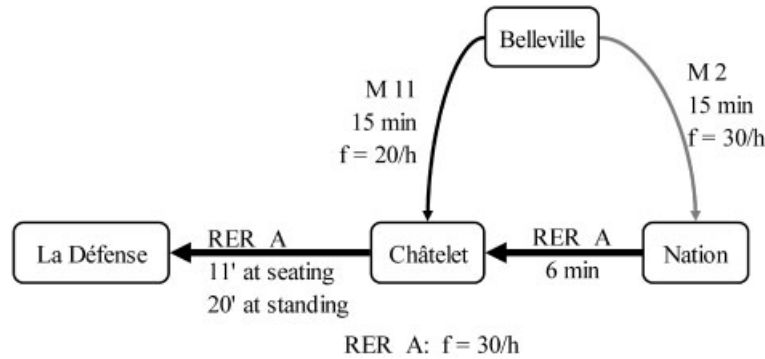 Belleville
M 11
15 min
f = 20/h
M 2
15 min
f = 30/h
La Défense
RER A
11' at seating
20' at standing
Châtelet
RER A
6 min
Nation
RER A: f = 30/h